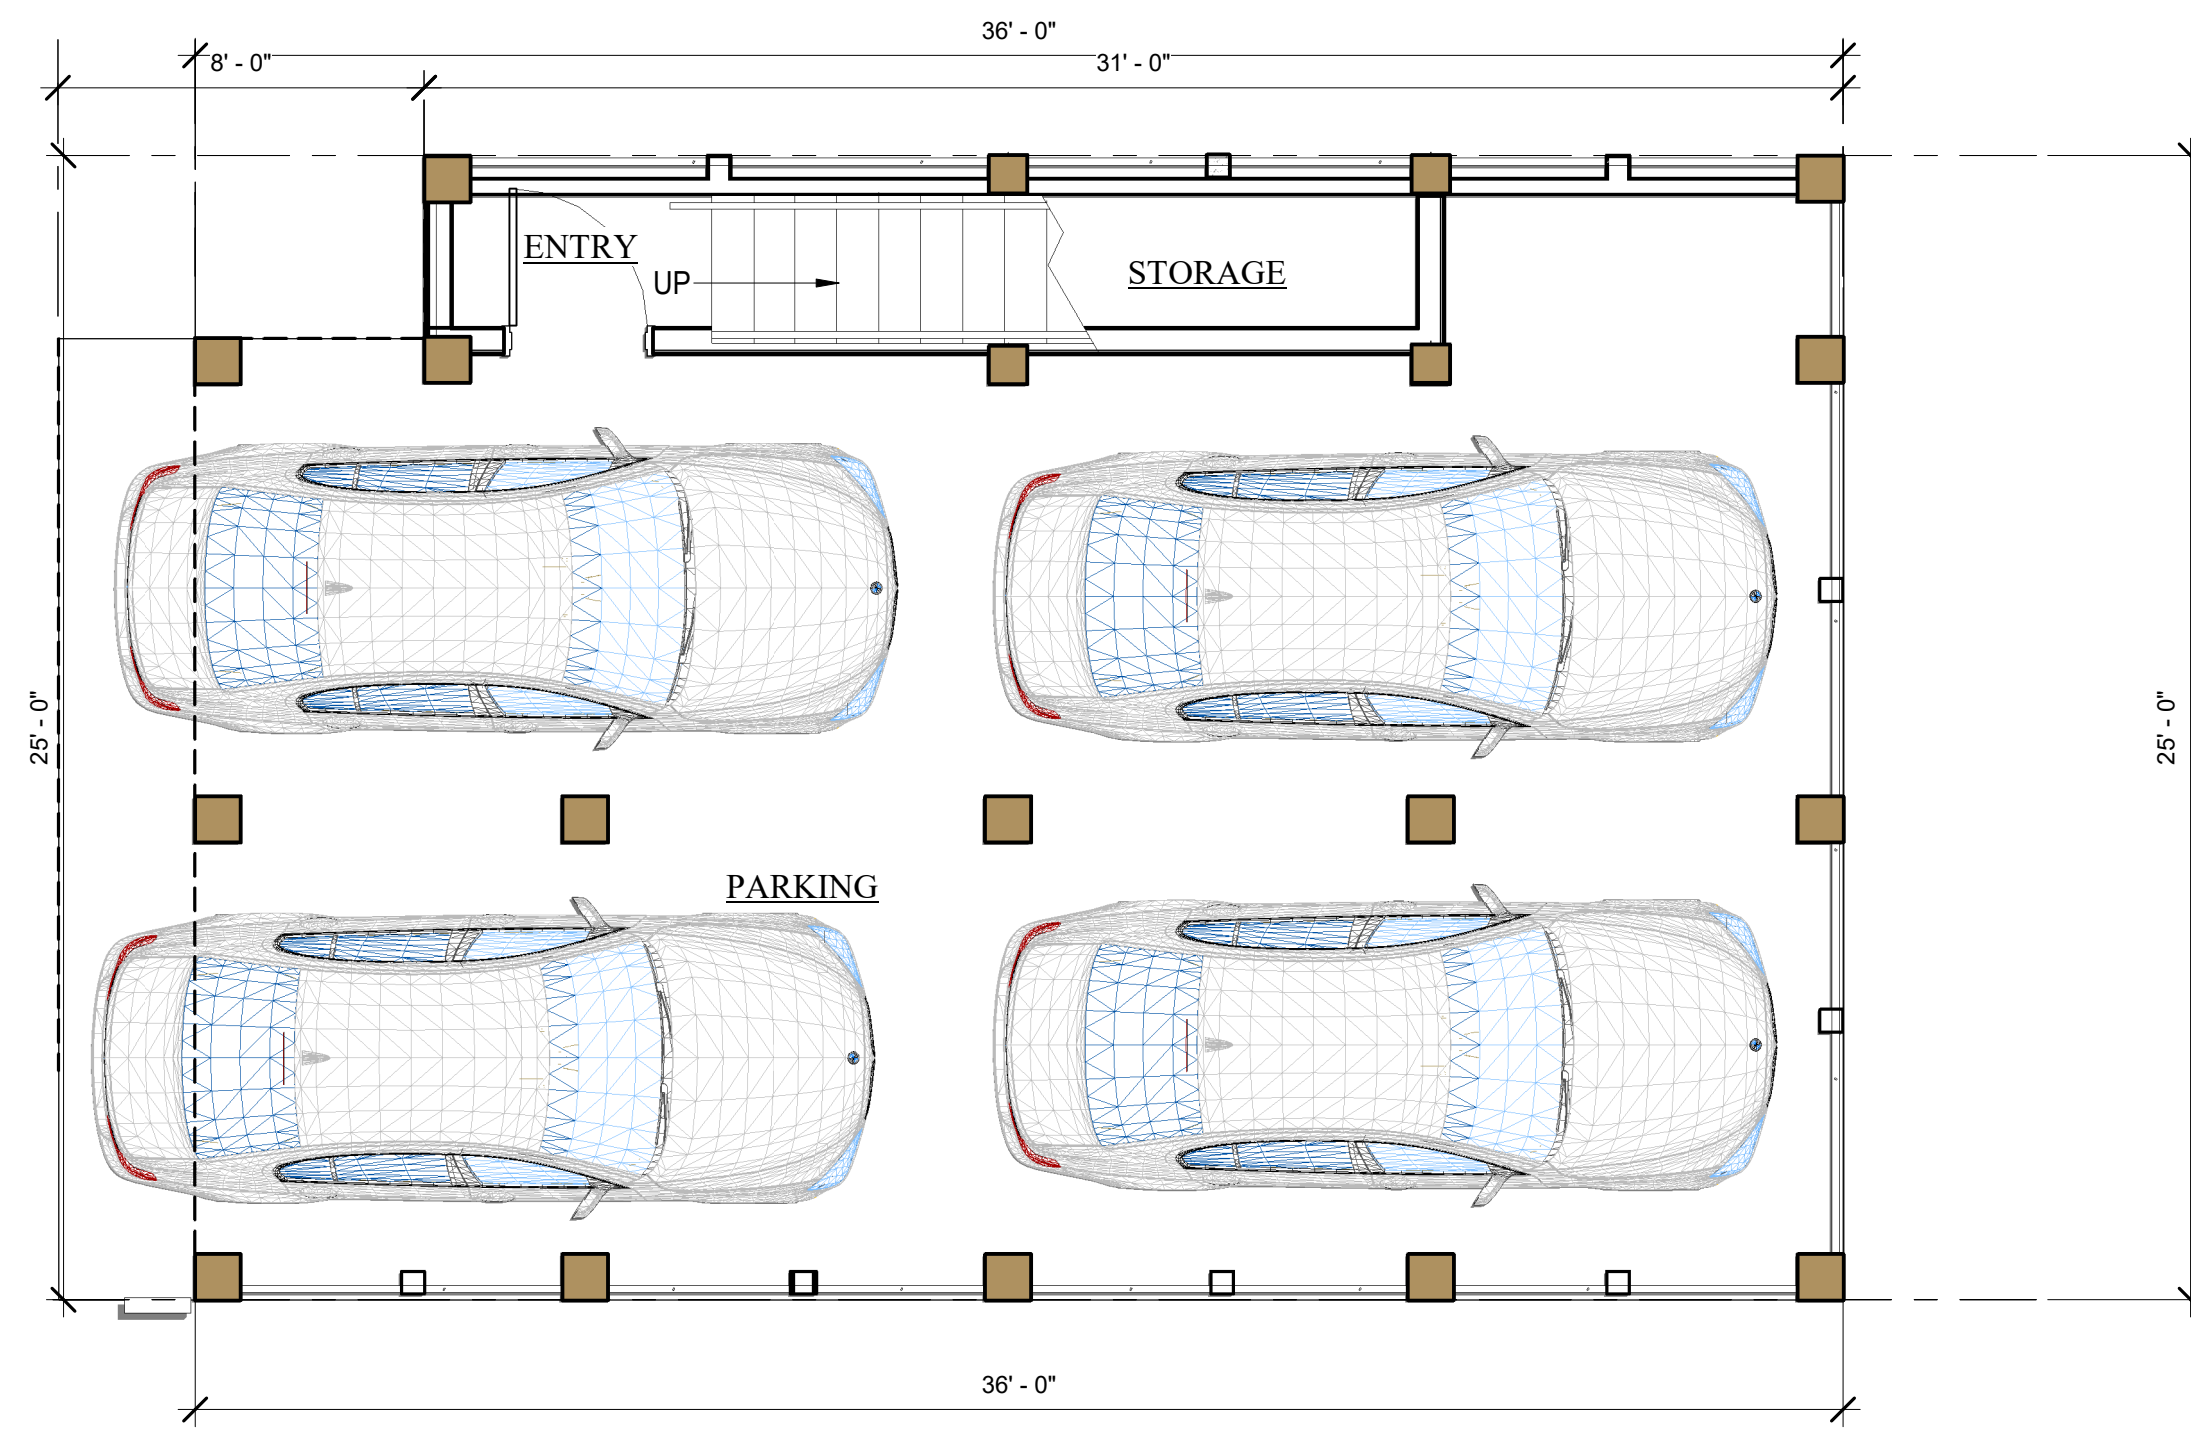 36' - 0"
8' - 0"
31' - 0"
ENTRY
UP
STORAGE
25' - 0"
25' - 0"
PARKING
36' - 0"